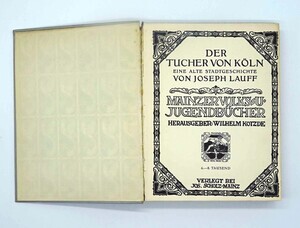 DER
TUCHER VON KÖLN
EINE ALTE STADTGESCHICHTE
VON JOSEPH LAUFF
MAINZER VOLKS-U.
JUGENDBÜCHER
HERAUSGEBER: WILHELM KOTZDE
TAUSEND
VERLEGT BEI
JOS. SCHOLZ-MAINZ